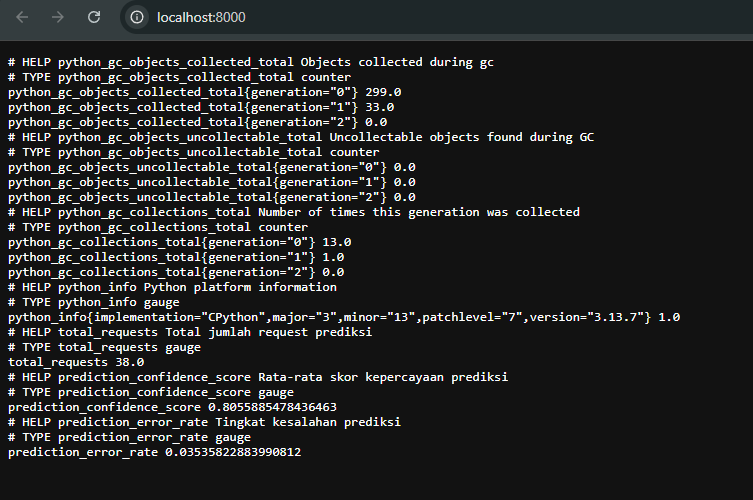 localhost:8000
# HELP python_gc_objects_collected_total Objects collected during gc
# TYPE python_gc_objects_collected_total counter
python_gc_objects_collected_total{generation="0"} 299.0
python_gc_objects_collected_total{generation="1"} 33.0
python_gc_objects_collected_total{generation="2"} 0.0
# HELP python_gc_objects_uncollectable_total Uncollectable objects found during GC
# TYPE python_gc_objects_uncollectable_total counter
python_gc_objects_uncollectable_total{generation="0"} 0.0
python_gc_objects_uncollectable_total{generation="1"} 0.0
python_gc_objects_uncollectable_total{generation="2"} 0.0
# HELP python_gc_collections_total Number of times this generation was collected
# TYPE python_gc_collections_total counter
python_gc_collections_total{generation="0"} 13.0
python_gc_collections_total{generation="1"} 1.0
python_gc_collections_total{generation="2"} 0.0
# HELP python_info Python platform information
# TYPE python_info gauge
python_info{implementation="CPython",major="3",minor="13",patchlevel="7",version="3.13.7"} 1.0
# HELP total_requests Total jumlah request prediksi
# TYPE total_requests gauge
total_requests 38.0
# HELP prediction_confidence_score Rata-rata skor kepercayaan prediksi
# TYPE prediction_confidence_score gauge
prediction_confidence_score 0.8055885478436463
# HELP prediction_error_rate Tingkat kesalahan prediksi
# TYPE prediction_error_rate gauge
prediction_error_rate 0.03535822883990812